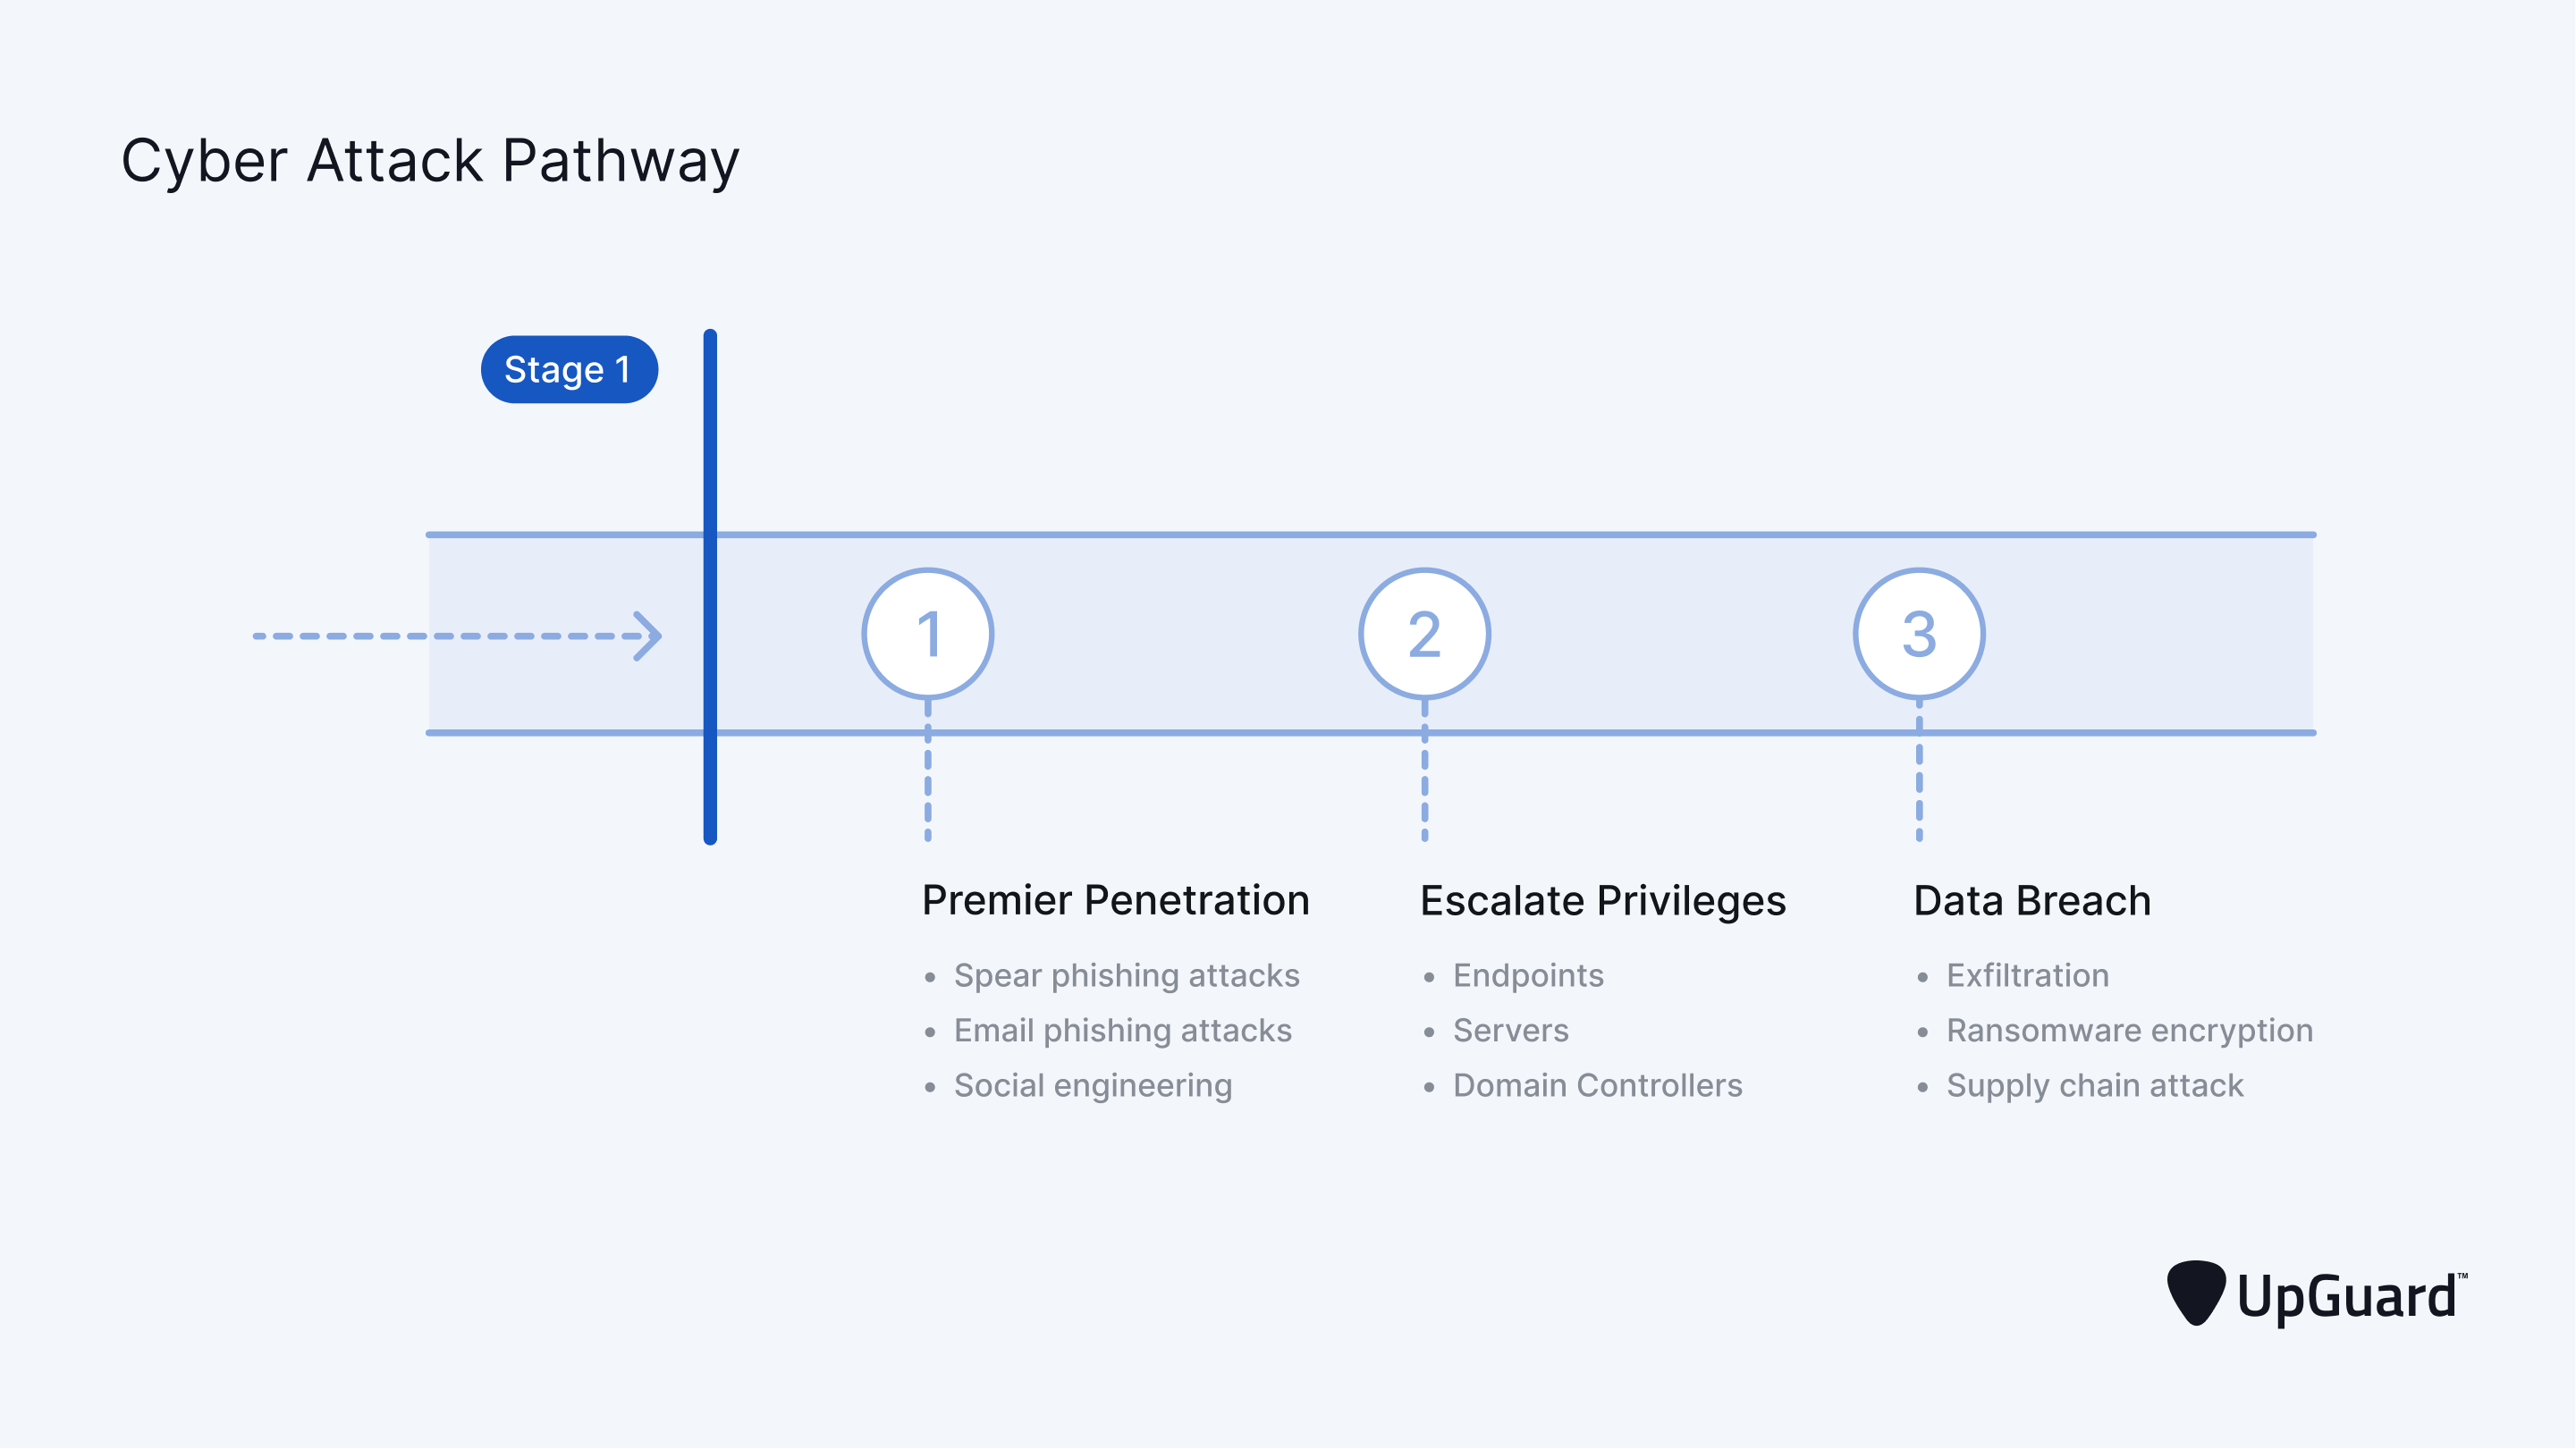 Cyber Attack Pathway
Stage 1
1
2
3
Premier Penetration
• Spear phishing attacks
• Email phishing attacks
• Social engineering
Escalate Privileges
• Endpoints
• Servers
• Domain Controllers
Data Breach
• Exfiltration
• Ransomware encryption
• Supply chain attack
UpGuard™